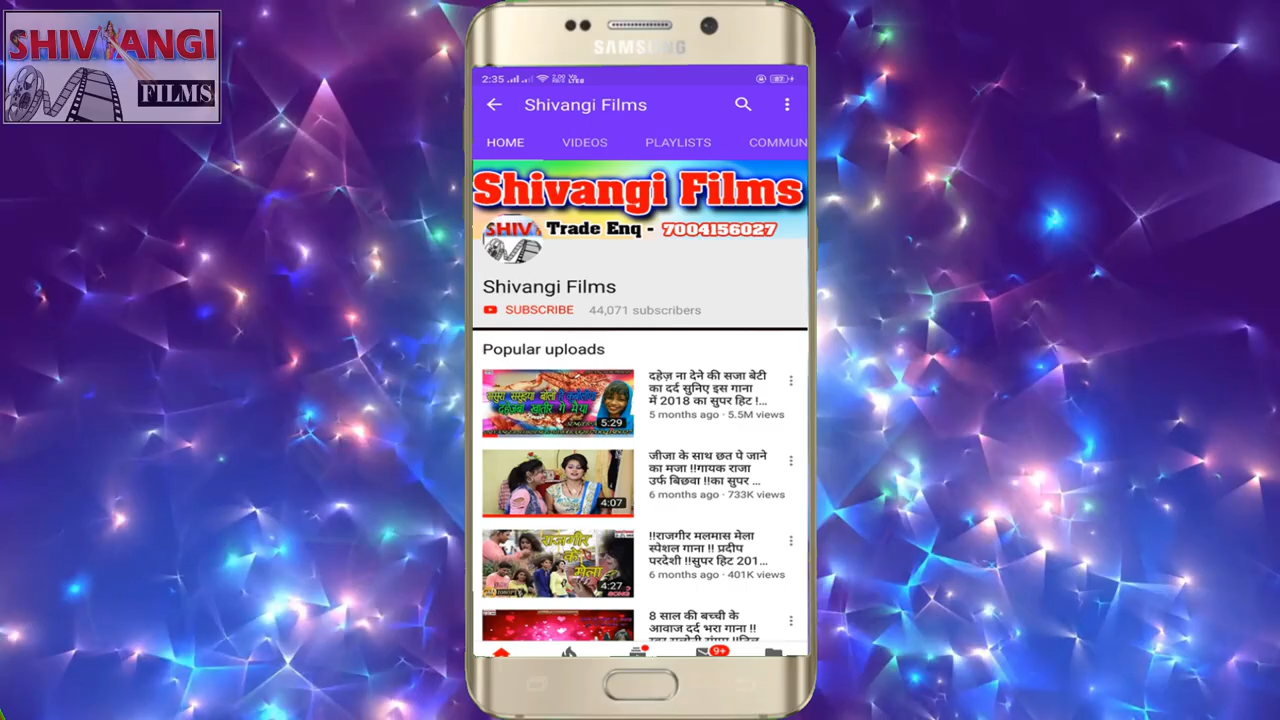 SHIVANGI
FILMS
SAMSUNG
2:35
Shivangi Films
HOME VIDEOS PLAYLISTS COMMUN
Shivangi Films
SHIV
Trade Enq - 7004156027
Shivangi Films
SUBSCRIBE 44,071 subscribers
Popular uploads
दहेज़ ना देने की सजा बेटी
का दर्द सुनिए इस गाना
में 2018 का सुपर हिट !...
5 months ago · 5.5M views
5:29
जीजा के साथ छत पे जाने
का मजा !!गायक राजा
उर्फ बिछवा !!का सुपर ...
6 months ago · 733K views
4:07
!!राजगीर मलमास मेला
स्पेशल गाना !! प्रदीप
परदेशी !!सुपर हिट 201...
6 months ago · 401K views
राजगीर
के
मेला
4:27
8 साल की बच्ची के
आवाज दर्द भरा गाना !!
9+